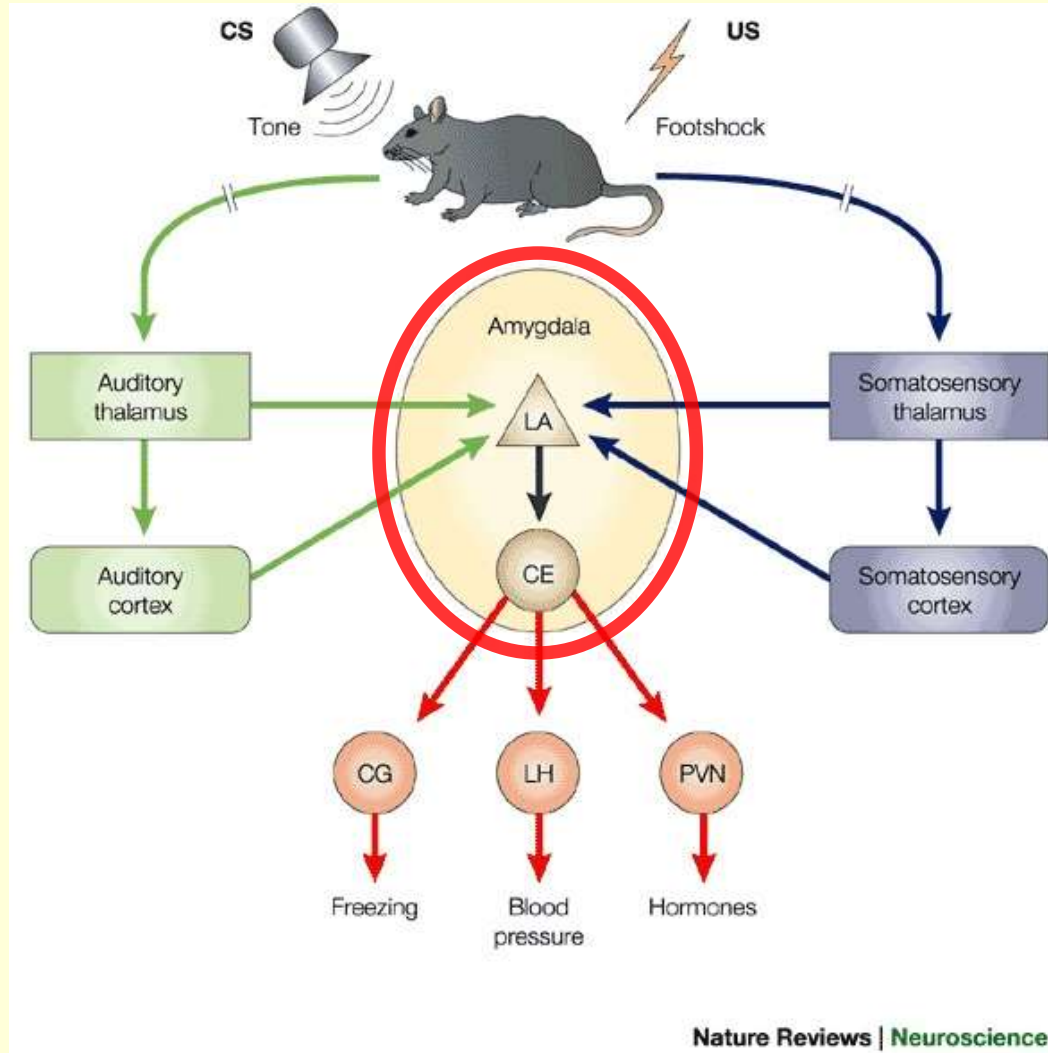 CS
US
Tone
Footshock
Amygdala
Auditory
thalamus
LA
Somatosensory
thalamus
Auditory
cortex
CE
Somatosensory
cortex
CG
LH
PVN
Freezing
Blood
pressure
Hormones
Nature Reviews | Neuroscience